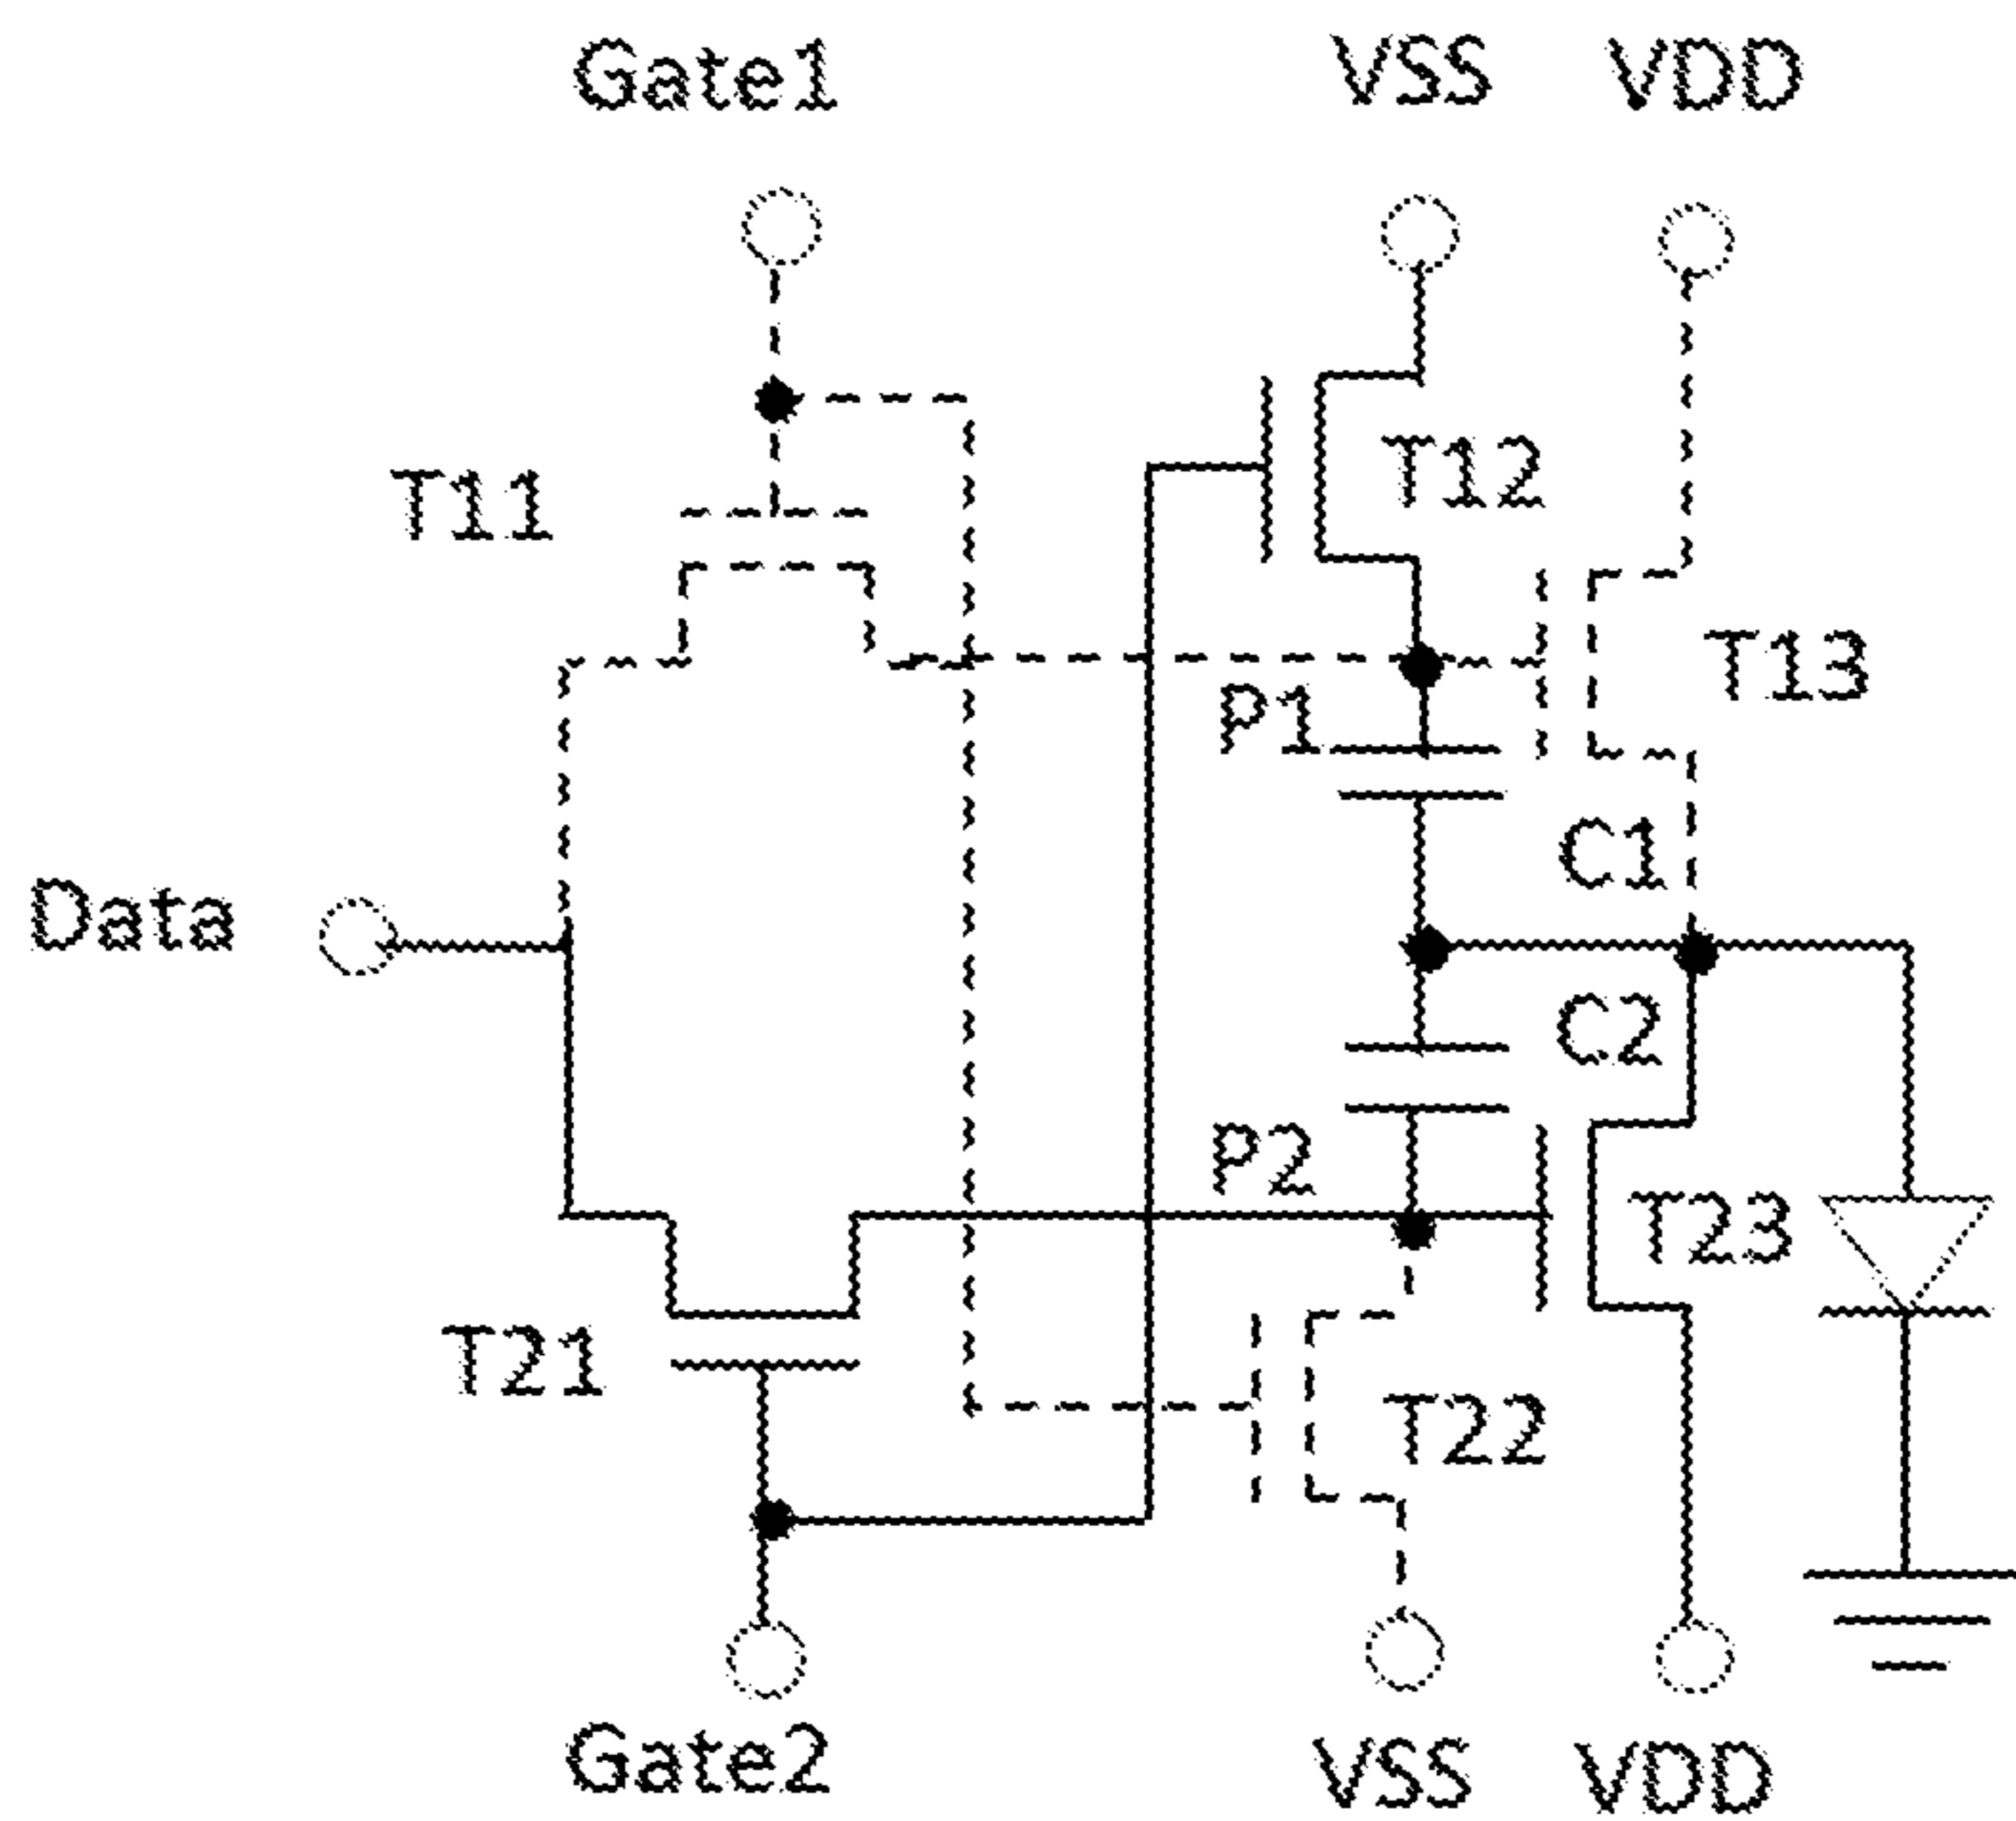 Gate1
VSS
VDD
T11
T12
T13
P1
C1
Data
C2
P2
T23
T21
T22
Gate2
VSS
VDD